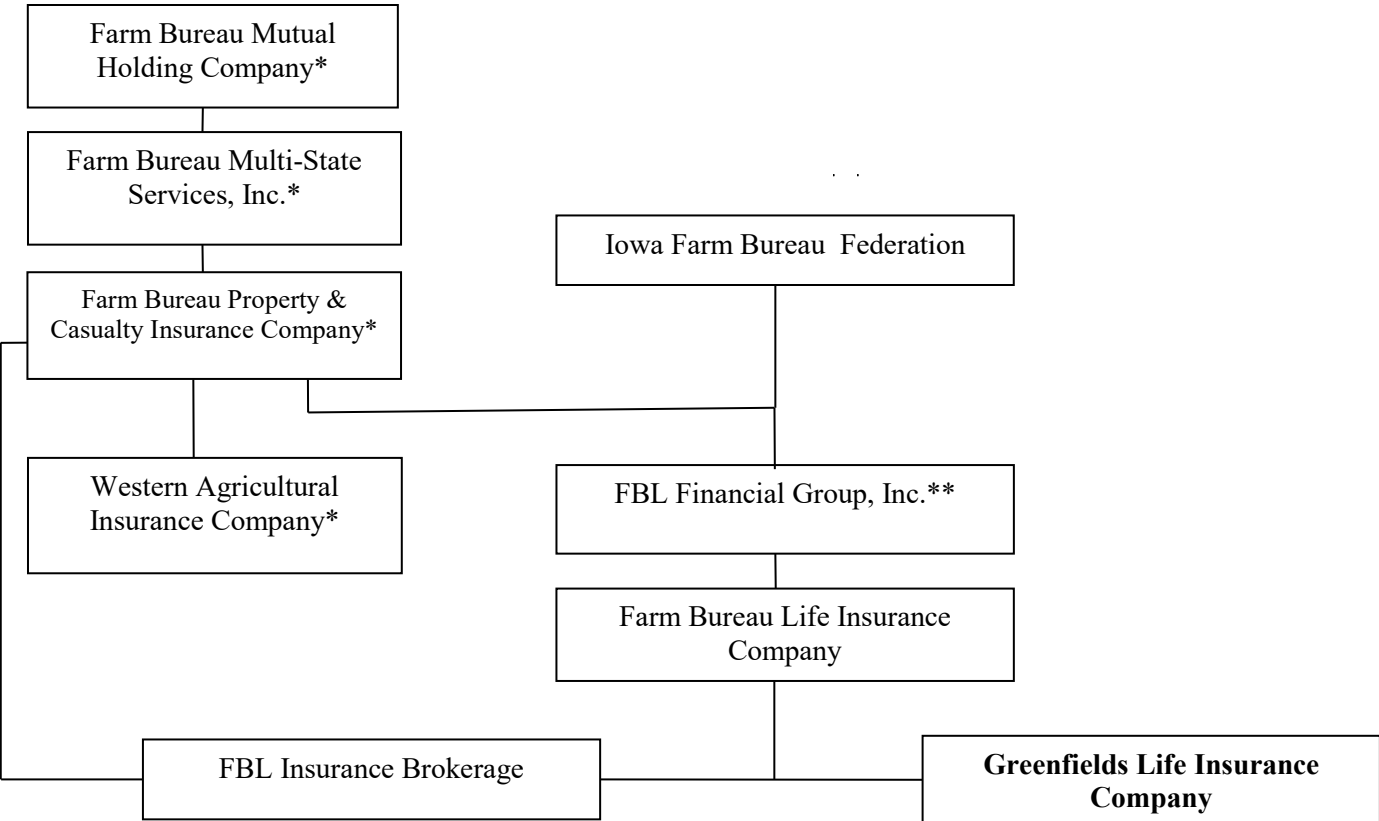 Farm Bureau Mutual
Holding Company*
Farm Bureau Multi-State
Services, Inc.*
Iowa Farm Bureau  Federation
Farm Bureau Property &
Casualty Insurance Company*
Western Agricultural
Insurance Company*
FBL Financial Group, Inc.**
Farm Bureau Life Insurance
Company
FBL Insurance Brokerage
Greenfields Life Insurance
Company